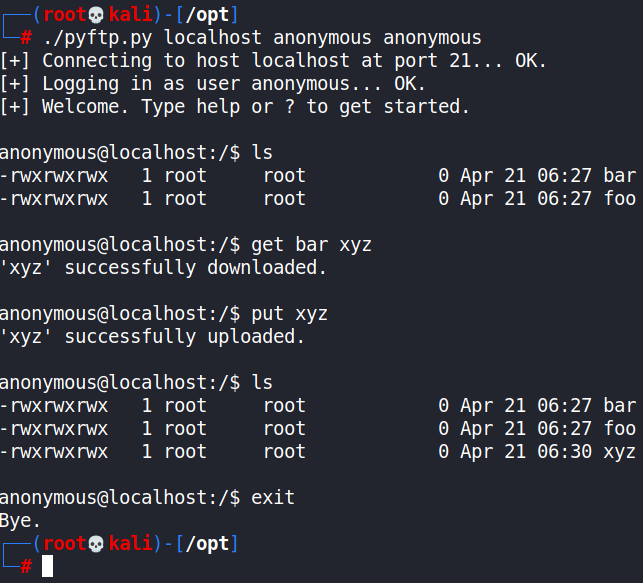 ┌──(root💀kali)-[/opt]
└─# ./pyftp.py localhost anonymous anonymous
[+] Connecting to host localhost at port 21... OK.
[+] Logging in as user anonymous... OK.
[+] Welcome. Type help or ? to get started.
anonymous@localhost:/$ ls
-rwxrwxrwx   1 root     root            0 Apr 21 06:27 bar
-rwxrwxrwx   1 root     root            0 Apr 21 06:27 foo
anonymous@localhost:/$ get bar xyz
'xyz' successfully downloaded.
anonymous@localhost:/$ put xyz
'xyz' successfully uploaded.
anonymous@localhost:/$ ls
-rwxrwxrwx   1 root     root            0 Apr 21 06:27 bar
-rwxrwxrwx   1 root     root            0 Apr 21 06:27 foo
-rwxrwxrwx   1 root     root            0 Apr 21 06:30 xyz
anonymous@localhost:/$ exit
Bye.
┌──(root💀kali)-[/opt]
└─#